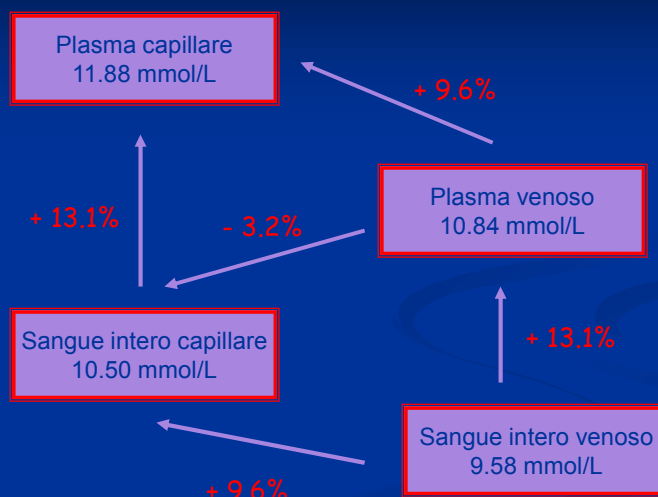 Plasma capillare
11.88 mmol/L
+ 9.6%
Plasma venoso
10.84 mmol/L
+ 13.1%
- 3.2%
Sangue intero capillare
10.50 mmol/L
+ 13.1%
Sangue intero venoso
9.58 mmol/L
+ 9.6%